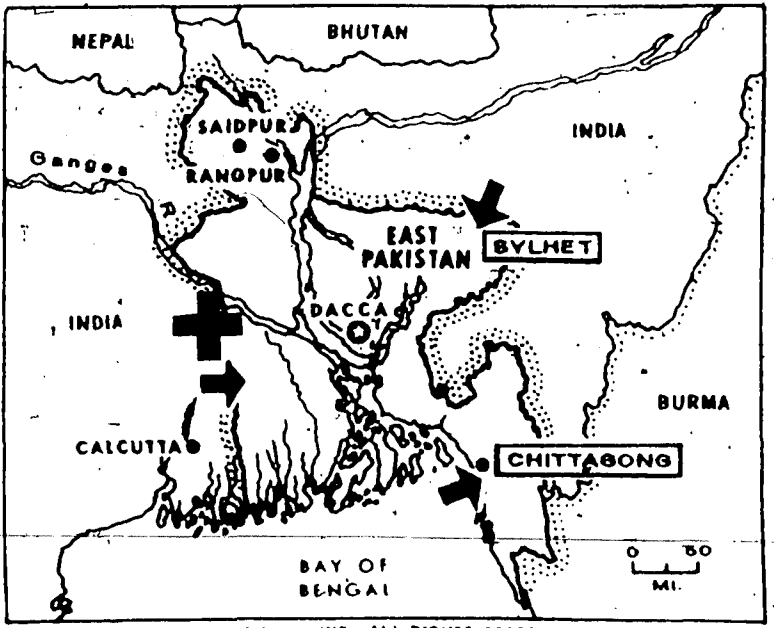 NEPAL
BHUTAN
SAIDPUR
INDIA
Ganges
R
RANGPUR
EAST
PAKISTAN
SYLHET
INDIA
DACCA
BURMA
CALCUTTA
CHITTAGONG
0 50
MI.
BAY OF
BENGAL